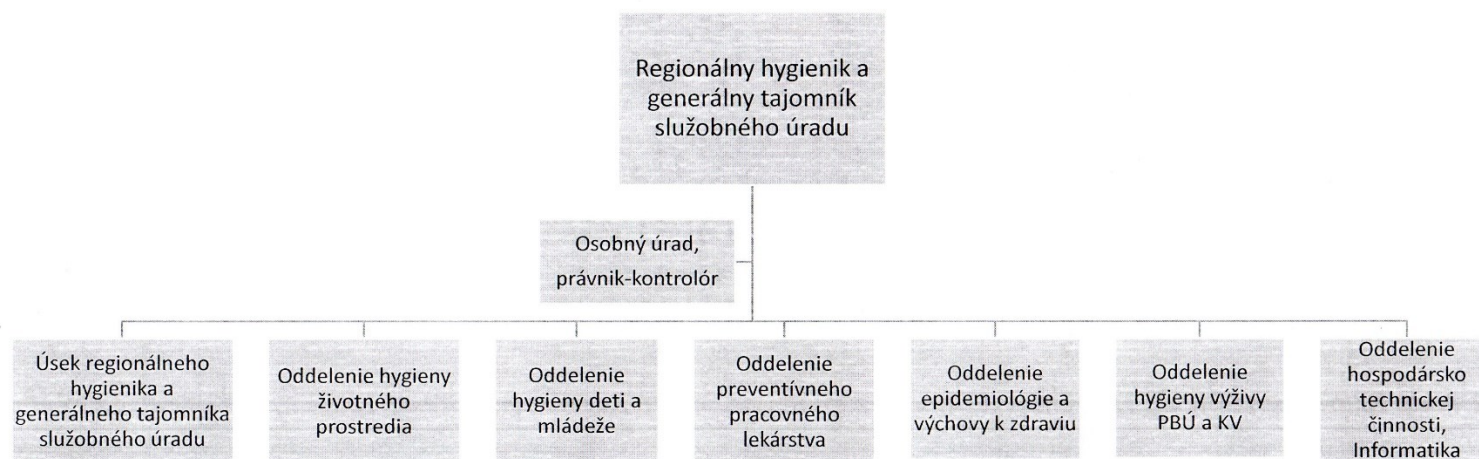 Regionálny hygienik a
generálny tajomník
služobného úradu
Osobný úrad,
právnik-kontrolór
Úsek regionálneho
hygienika a
generálneho tajomníka
služobného úradu
Oddelenie hygieny
životného
prostredia
Oddelenie
hygieny deti a
mládeže
Oddelenie
preventívneho
pracovného
lekárstva
Oddelenie
epidemiológie a
výchovy k zdraviu
Oddelenie
hygieny výživy
PBÚ a KV
Oddelenie
hospodársko
technickej
činnosti,
Informatika